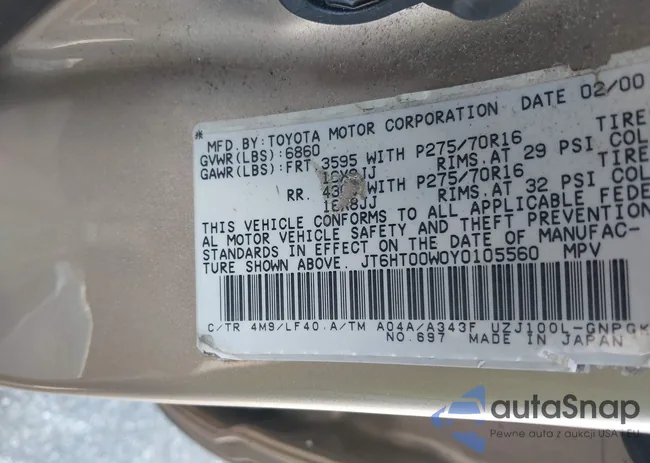 * MFD.BY:TOYOTA MOTOR CORPORATION DATE 02/00
GVWR(LBS):6860
GAWR(LBS):FRT 3595 WITH P275/70R16 TIRE
RIMS.AT 29 PSI COL
RR. WITH P275/70R16 TIRE
16X8JJ RIMS.AT 32 PSI COL
THIS VEHICLE CONFORMS TO ALL APPLICABLE FEDER
AL MOTOR VEHICLE SAFETY AND THEFT PREVENTION
STANDARDS IN EFFECT ON THE DATE OF MANUFAC-
TURE SHOWN ABOVE. JT6HT00W0Y0105560 MPV
C/TR 4M9/LF40 A/TM A04A/A343F UZJ100L-GNPGK
NO.697 MADE IN JAPAN
autoSnap
Pewne auta z aukcji USA i EU